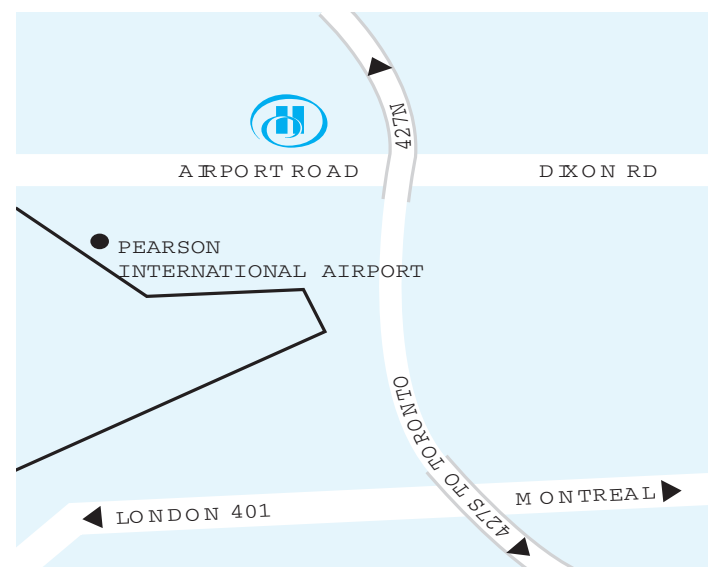 427N
AIRPORT ROAD
DIXON RD
PEARSON
INTERNATIONAL AIRPORT
427S TO TORONTO
MONTREAL
LONDON 401